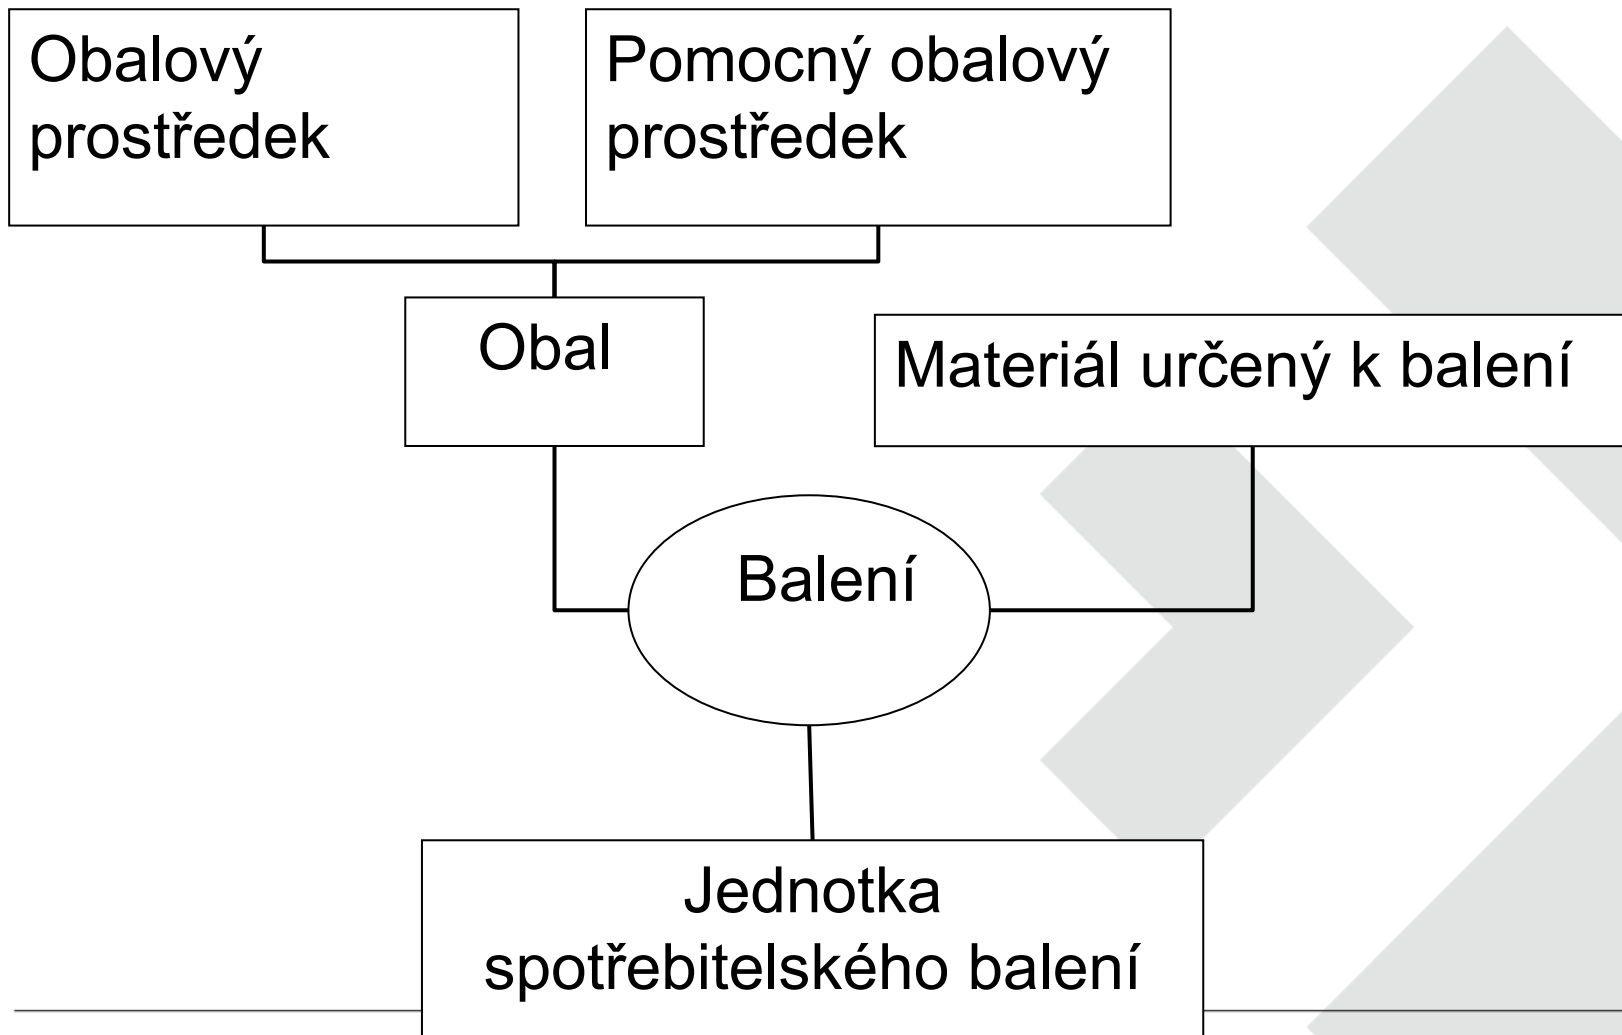 Obalový
prostředek
Pomocný obalový
prostředek
Obal
Materiál určený k balení
Balení
Jednotka
spotřebitelského balení